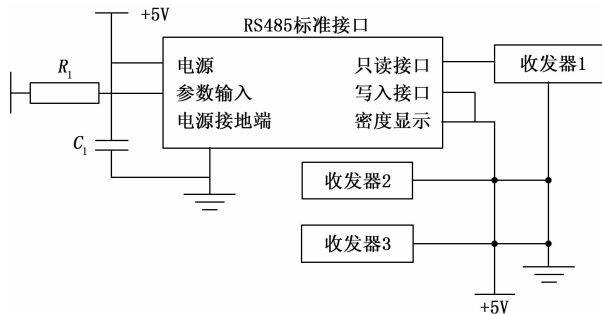 +5V
RS485标准接口
R1
电源
只读接口
收发器1
参数输入
写入接口
电源接地端
密度显示
C1
收发器2
收发器3
+5V